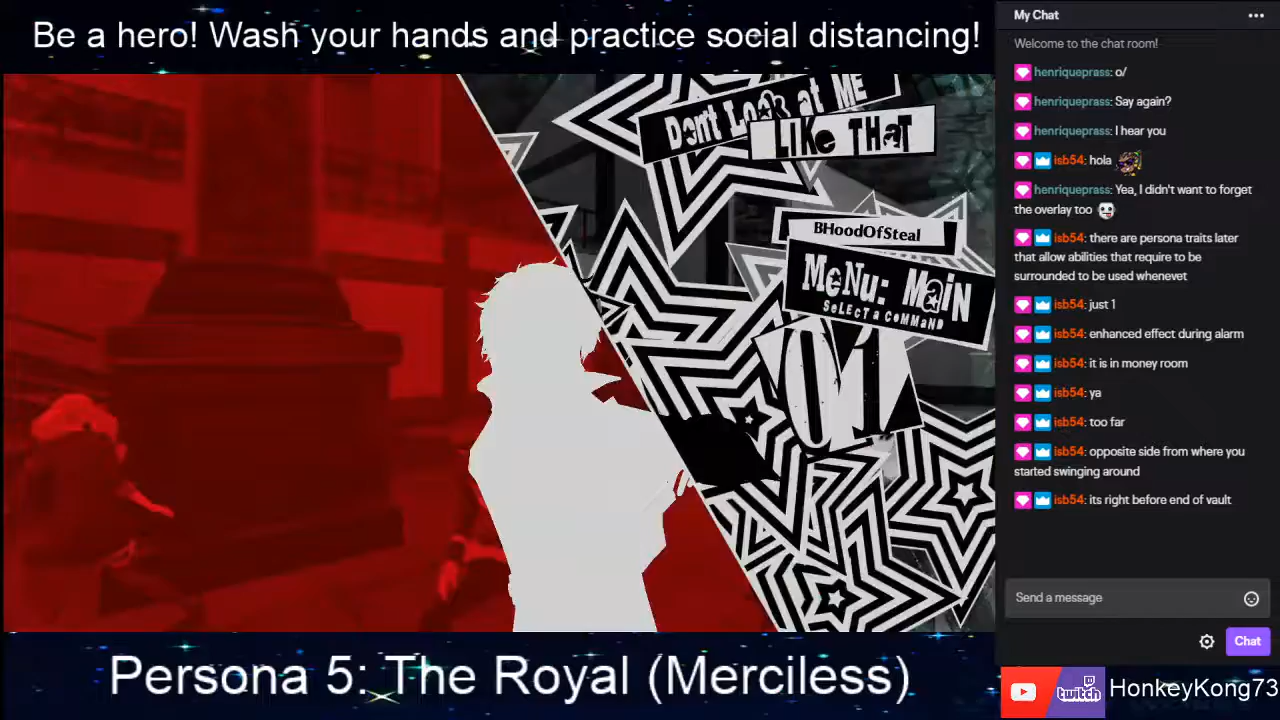 Be a hero! Wash your hands and practice social distancing!
Don't Look at ME
LIKE THAT
BHoodOfSteal
MeNu: MaiN
SeLECT a CoMMaND
01
Persona 5: The Royal (Merciless)
My Chat
Welcome to the chat room!
henriqueprass: o/
henriqueprass: Say again?
henriqueprass: I hear you
isb54: hola
henriqueprass: Yea, I didn't want to forget
the overlay too
isb54: there are persona traits later
that allow abilities that require to be
surrounded to be used whenevet
isb54: just 1
isb54: enhanced effect during alarm
isb54: it is in money room
isb54: ya
isb54: too far
isb54: opposite side from where you
started swinging around
isb54: its right before end of vault
Send a message
Chat
twitch
HonkeyKong73